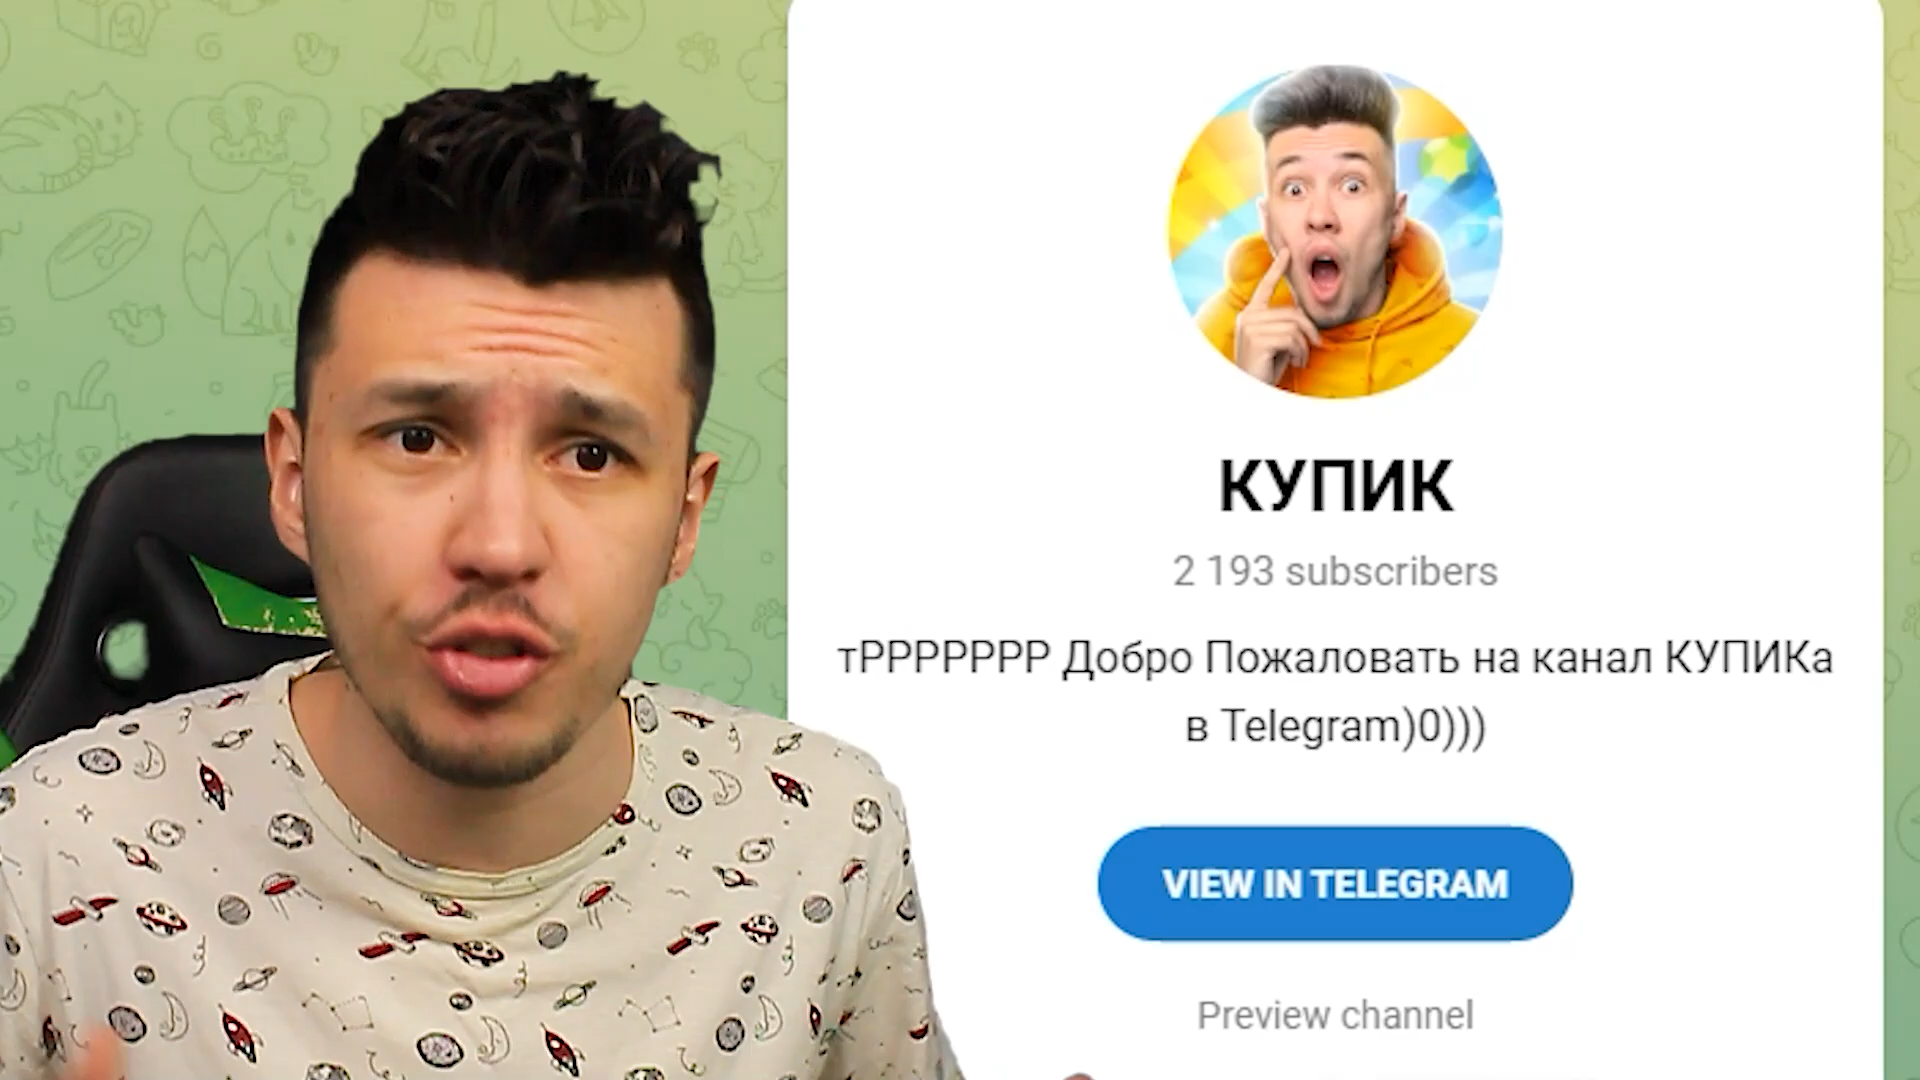 КУПИК
2 193 subscribers
тРРРРРРР Добро Пожаловать на канал КУПИКа
в Telegram)0)))
VIEW IN TELEGRAM
Preview channel